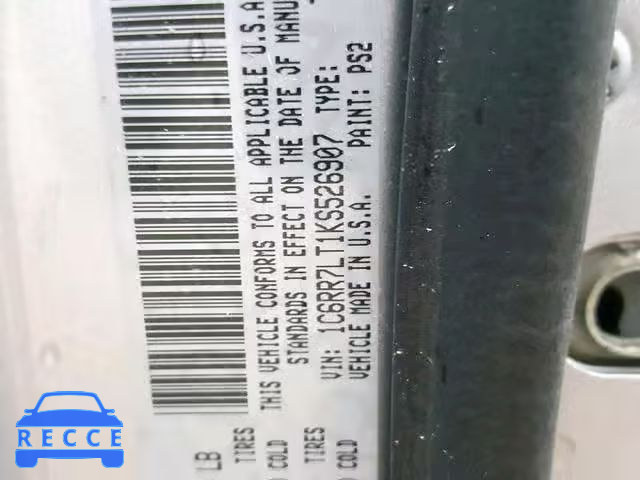 THIS VEHICLE CONFORMS TO ALL APPLICABLE U.S.A
STANDARDS IN EFFECT ON THE DATE OF MANU
VIN: 1C6RR7LT1KS526907 TYPE:
VEHICLE MADE IN U.S.A. PAINT: PS2
LB
TIRES
COLD
TIRES
COLD
RECCE